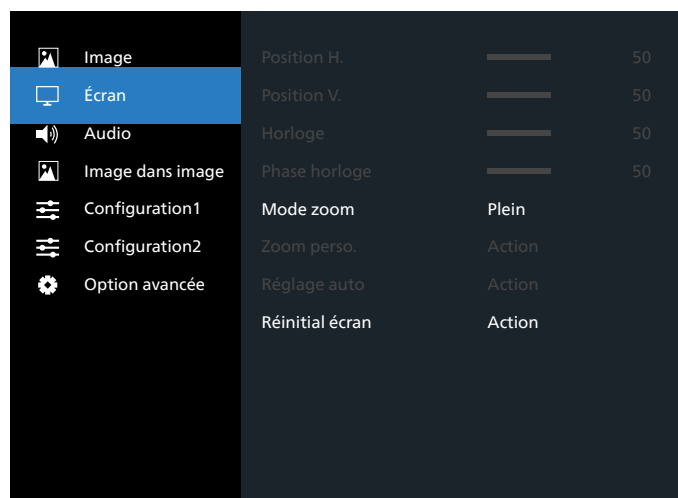 Image
Écran
Audio
Image dans image
Configuration1
Configuration2
Option avancée
Position H. 50
Position V. 50
Horloge 50
Phase horloge 50
Mode zoom Plein
Zoom perso. Action
Réglage auto Action
Réinitial écran Action